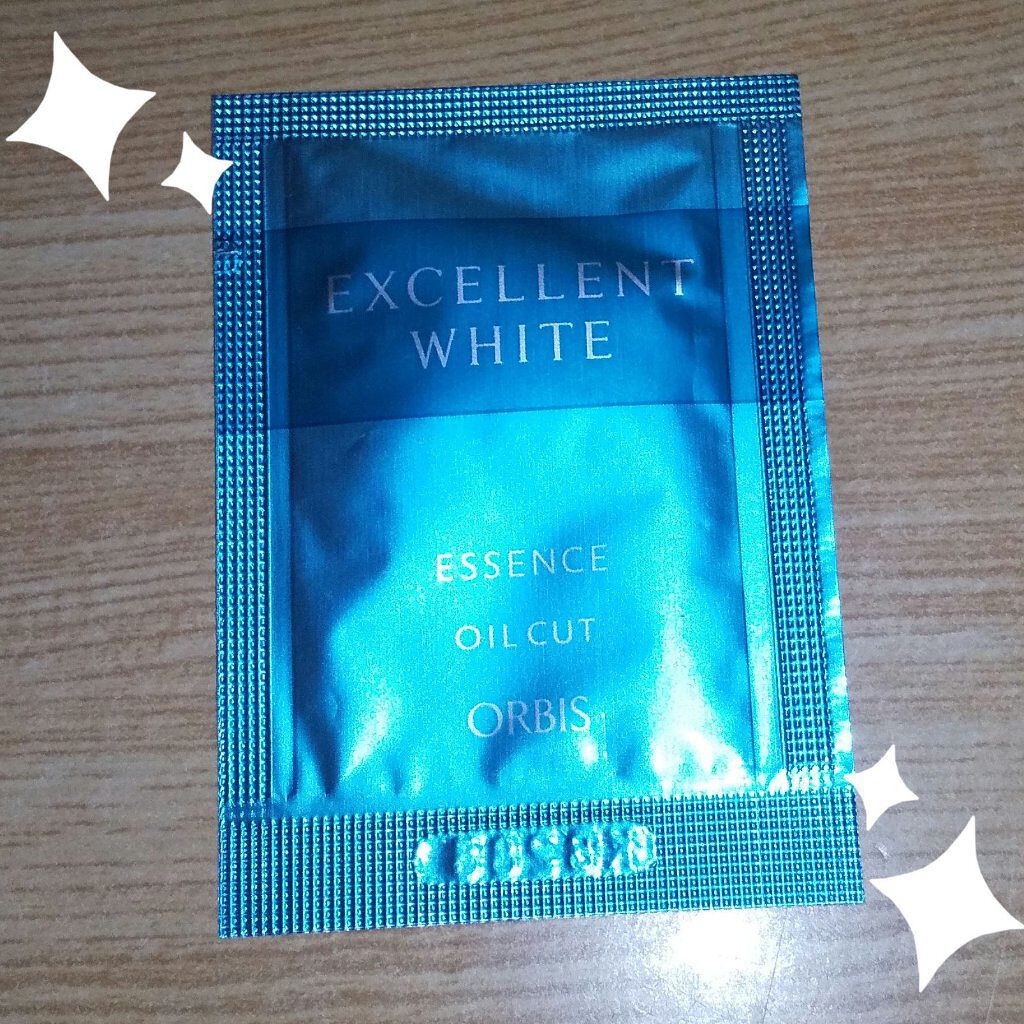 EXCELLENT
WHITE
ESSENCE
OIL CUT
ORBIS